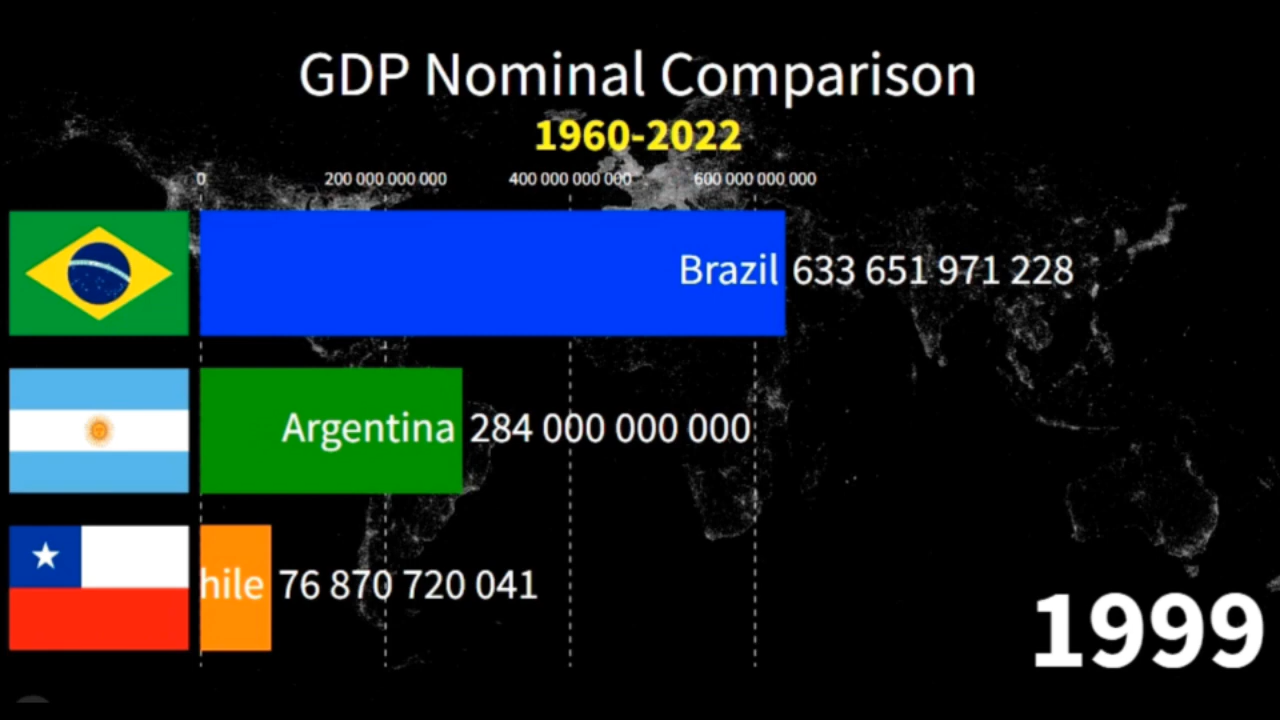 GDP Nominal Comparison
1960-2022
0 200 000 000 000 400 000 000 000 600 000 000 000
Brazil 633 651 971 228
Argentina 284 000 000 000
hile 76 870 720 041
1999